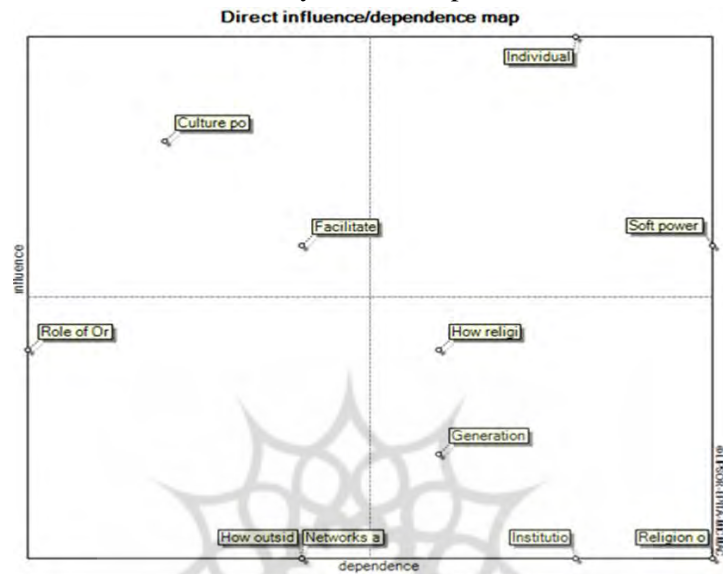 Direct influence/dependence map
Individual
Culture po
Facilitate
Soft power
influence
Role of Or
How religi
Generation
How outsid
Networks a
Institutio
Religion o
dependence